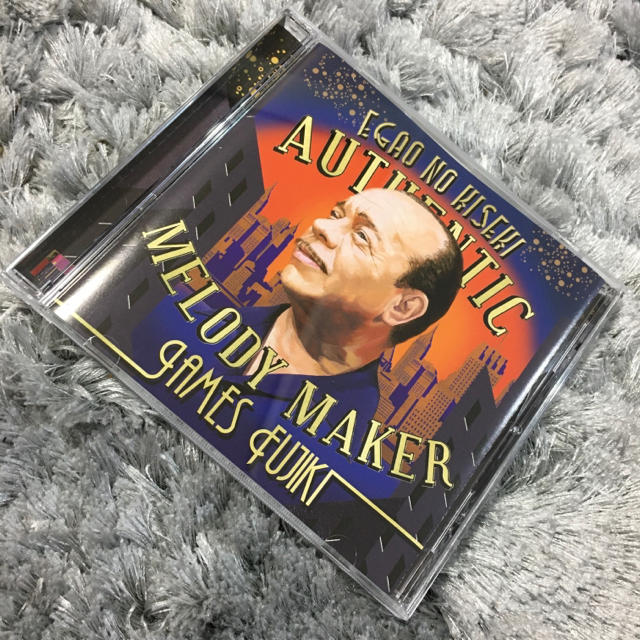 EGAO NO KISEKI
AUTHENTIC
MELODY MAKER
JAMES FUJIKI